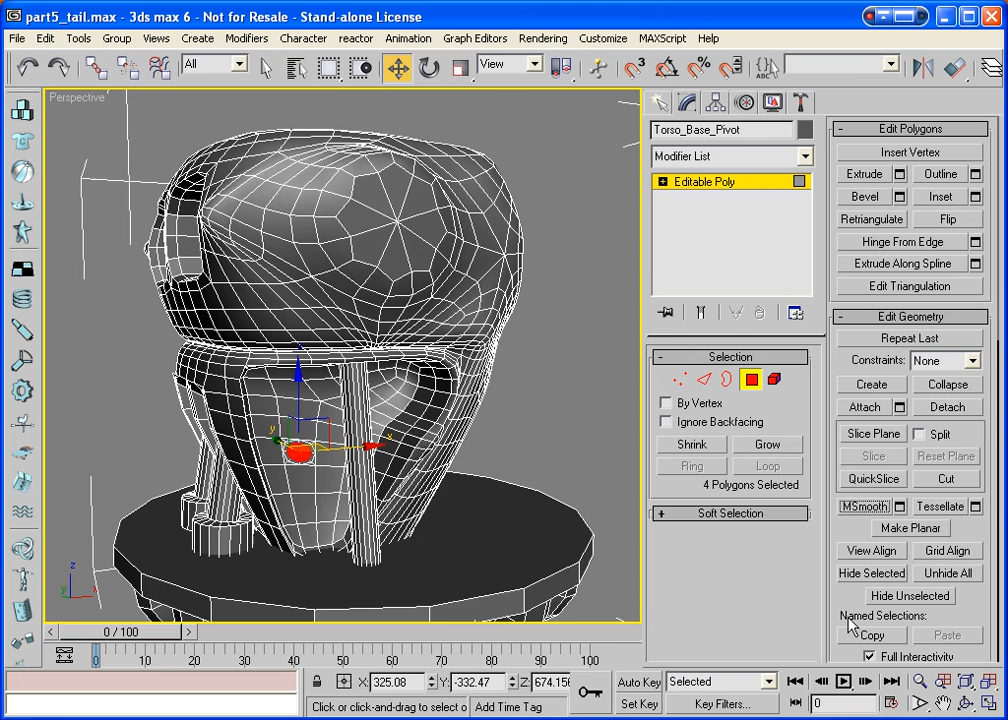 part5_tail.max - 3ds max 6 - Not for Resale - Stand-alone License
File Edit Tools Group Views Create Modifiers Character reactor Animation Graph Editors Rendering Customize MAXScript Help
All View
Perspective
Torso_Base_Pivot
Modifier List
Editable Poly
Selection
By Vertex
Ignore Backfacing
Shrink Grow
Ring Loop
4 Polygons Selected
Soft Selection
Edit Polygons
Insert Vertex
Extrude Outline
Bevel Inset
Retriangulate Flip
Hinge From Edge
Extrude Along Spline
Edit Triangulation
Edit Geometry
Repeat Last
Constraints: None
Create Collapse
Attach Detach
Slice Plane Split
Slice Reset Plane
QuickSlice Cut
MSmooth Tessellate
Make Planar
View Align Grid Align
Hide Selected Unhide All
Hide Unselected
Named Selections:
Copy Paste
Full Interactivity
z
y
x
z
y
x
0 / 100
0 10 20 30 40 50 60 70 80 90 100
X: 325.08 Y: -332.47 Z: 674.156
Auto Key Selected
Click or click-and-drag to select o Add Time Tag Set Key Key Filters... 0